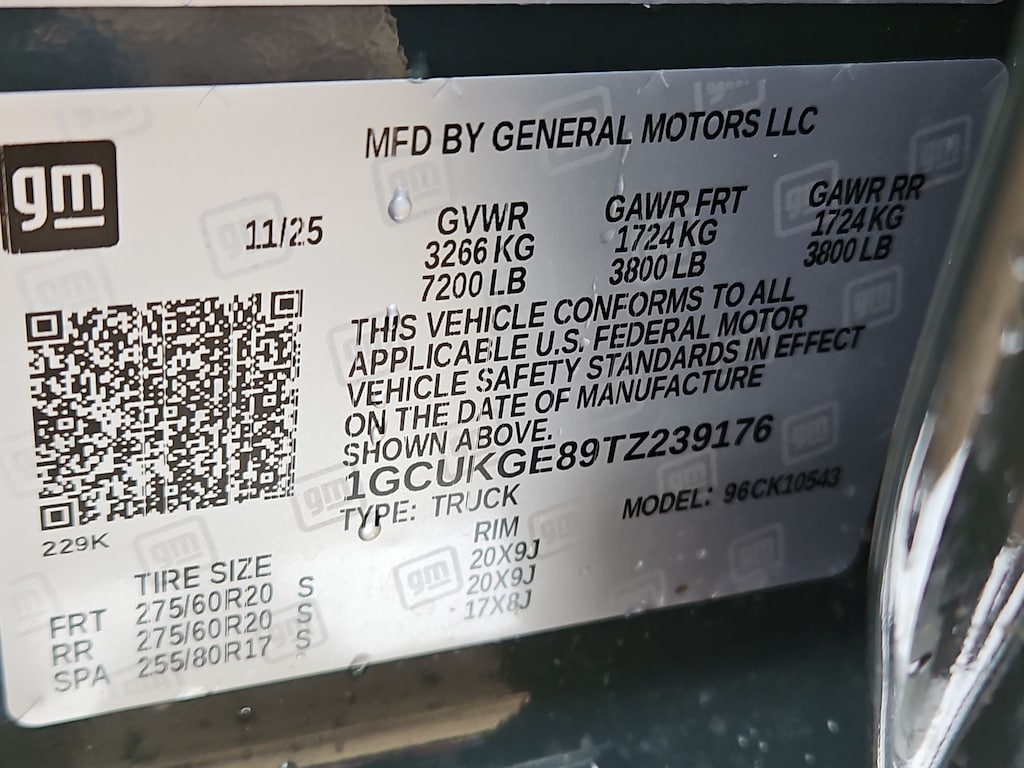 MFD BY GENERAL MOTORS LLC
gm
11/25
GVWR
3266 KG
7200 LB
GAWR FRT
1724 KG
3800 LB
GAWR RR
1724 KG
3800 LB
THIS VEHICLE CONFORMS TO ALL
APPLICABLE U.S. FEDERAL MOTOR
VEHICLE SAFETY STANDARDS IN EFFECT
ON THE DATE OF MANUFACTURE
SHOWN ABOVE.
1GCUKGE89TZ239176
TYPE: TRUCK
MODEL: 96CK10543
229K
TIRE SIZE RIM
FRT 275/60R20 S 20X9J
RR 275/60R20 S 20X9J
SPA 255/80R17 S 17X8J